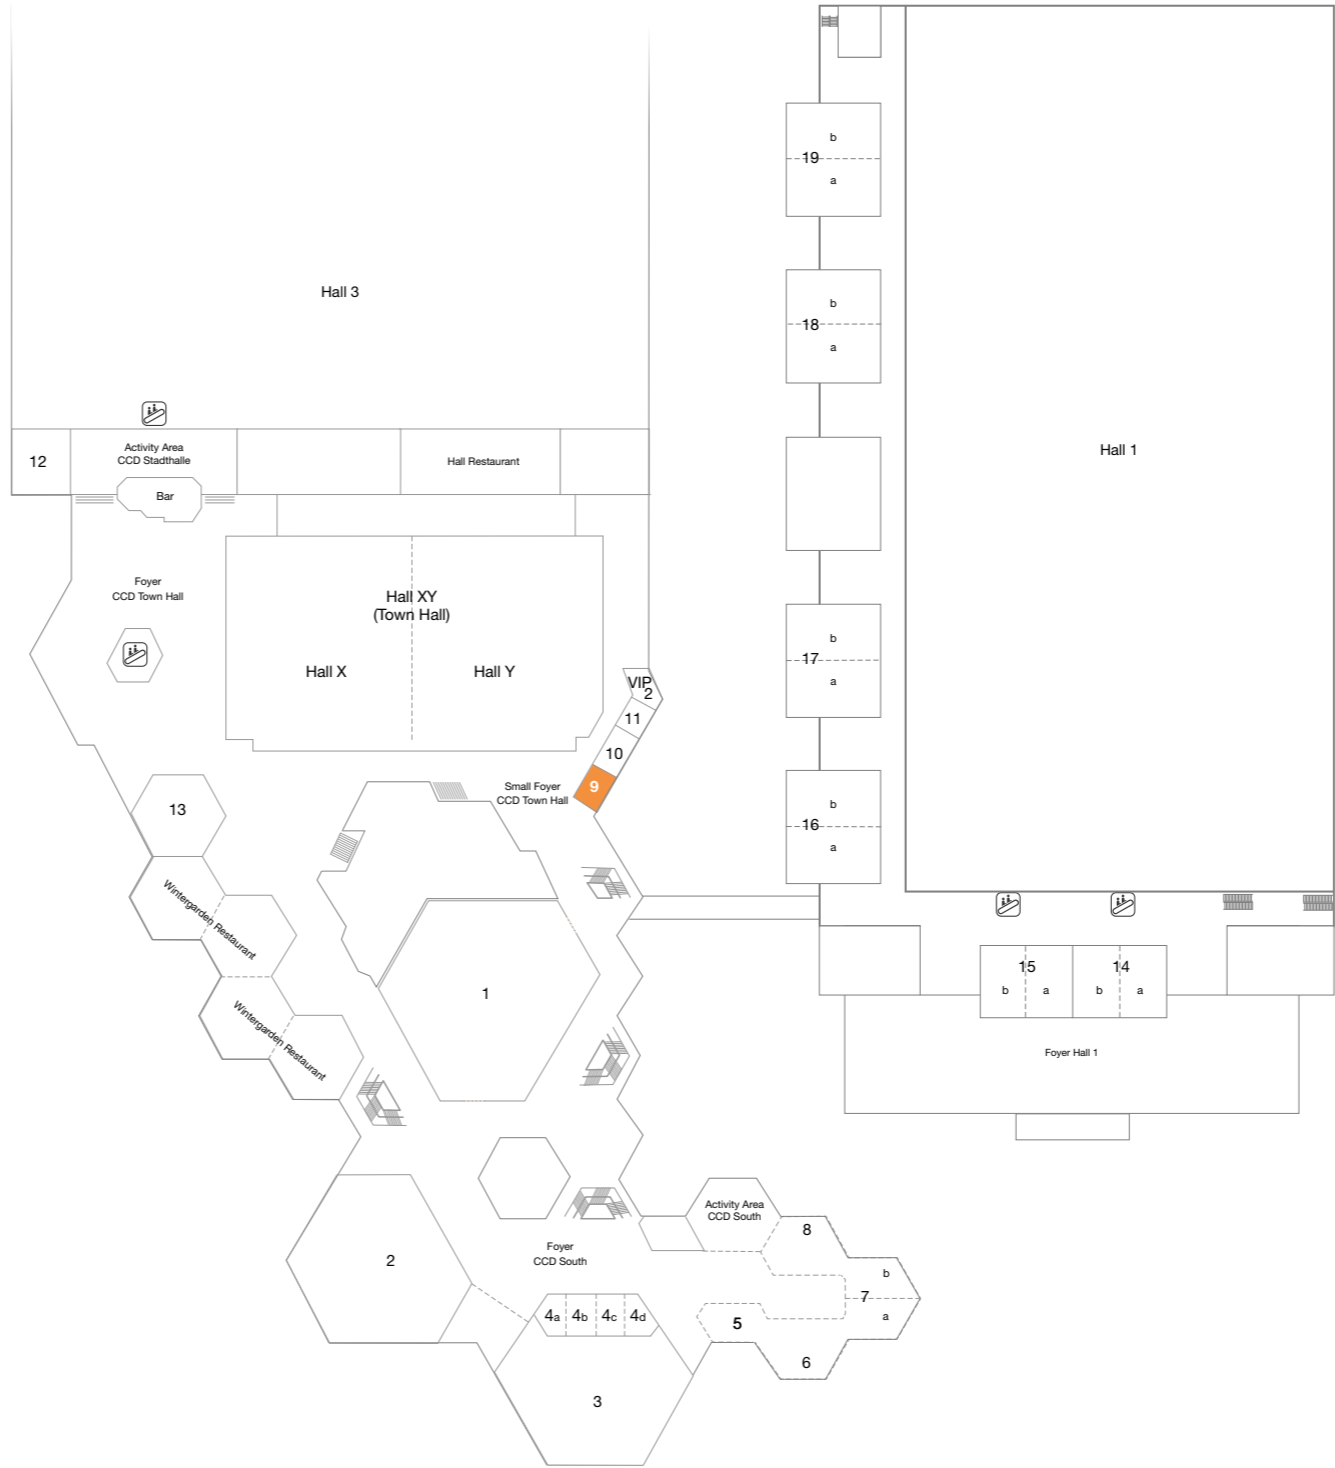 b
19
a
Hall 3
b
18
a
Hall 1
12
Activity Area
CCD Stadthalle
Hall Restaurant
Bar
Foyer
CCD Town Hall
Hall XY
(Town Hall)
Hall X
Hall Y
b
17
a
VIP
2
11
10
9
Small Foyer
CCD Town Hall
13
b
16
a
Wintergarden Restaurant
Wintergarden Restaurant
1
15
14
b
a
b
a
Foyer Hall 1
Activity Area
CCD South
8
Foyer
CCD South
2
b
7
a
4a
4b
4c
4d
5
6
3